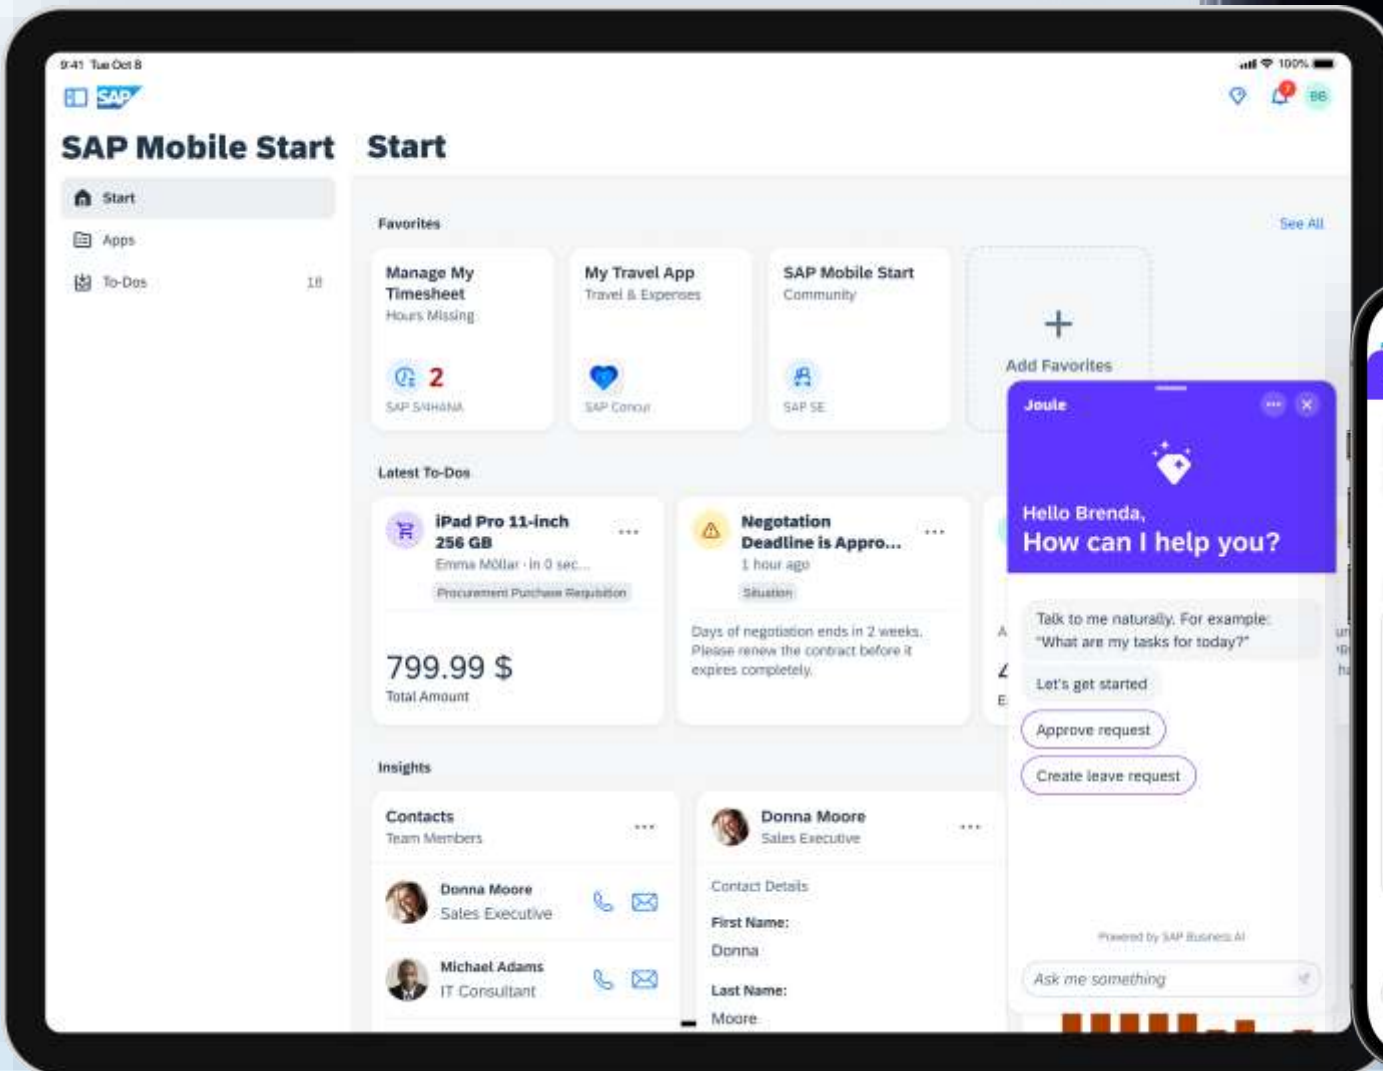 9:41 Tue Oct 8
100%
SAP
7
BB
SAP Mobile Start
Start
Start
Apps
To-Dos
18
Favorites
See All
Manage My
Timesheet
Hours Missing
2
SAP S/4HANA
My Travel App
Travel & Expenses
SAP Concur
SAP Mobile Start
Community
SAP SE
Add Favorites
Latest To-Dos
iPad Pro 11-inch
256 GB
Emma Möllar · in 0 sec...
Procurement Purchase Requisition
799.99 $
Total Amount
Negotation
Deadline is Appro...
1 hour ago
Situation
Days of negotiation ends in 2 weeks.
Please renew the contract before it
expires completely.
Insights
Contacts
Team Members
Donna Moore
Sales Executive
Michael Adams
IT Consultant
Donna Moore
Sales Executive
Contact Details
First Name:
Donna
Last Name:
Moore
Joule
Hello Brenda,
How can I help you?
Talk to me naturally. For example:
"What are my tasks for today?"
Let's get started
Approve request
Create leave request
Powered by SAP Business AI
Ask me something